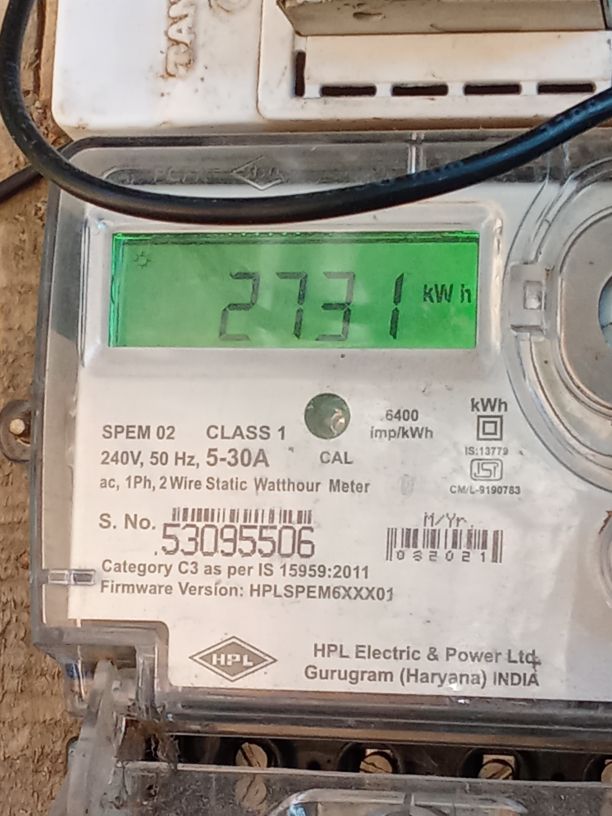 2731 kWh
SPEM 02 CLASS 1
6400
imp/kWh
kWh
240V, 50 Hz, 5-30A
CAL
IS:13779
ac, 1Ph, 2 Wire Static Watthour Meter
CM/L-9190783
S. No. 53095506
M/Yr.
082021
Category C3 as per IS 15959:2011
Firmware Version: HPLSPEM6XXX01
HPL
HPL Electric & Power Ltd.
Gurugram (Haryana) INDIA